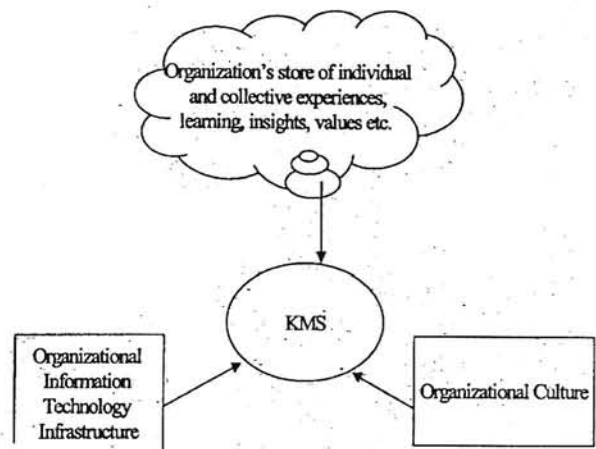 Organization's store of individual
and collective experiences,
learning, insights, values etc.
KMS
Organizational
Information
Technology
Infrastructure
Organizational Culture